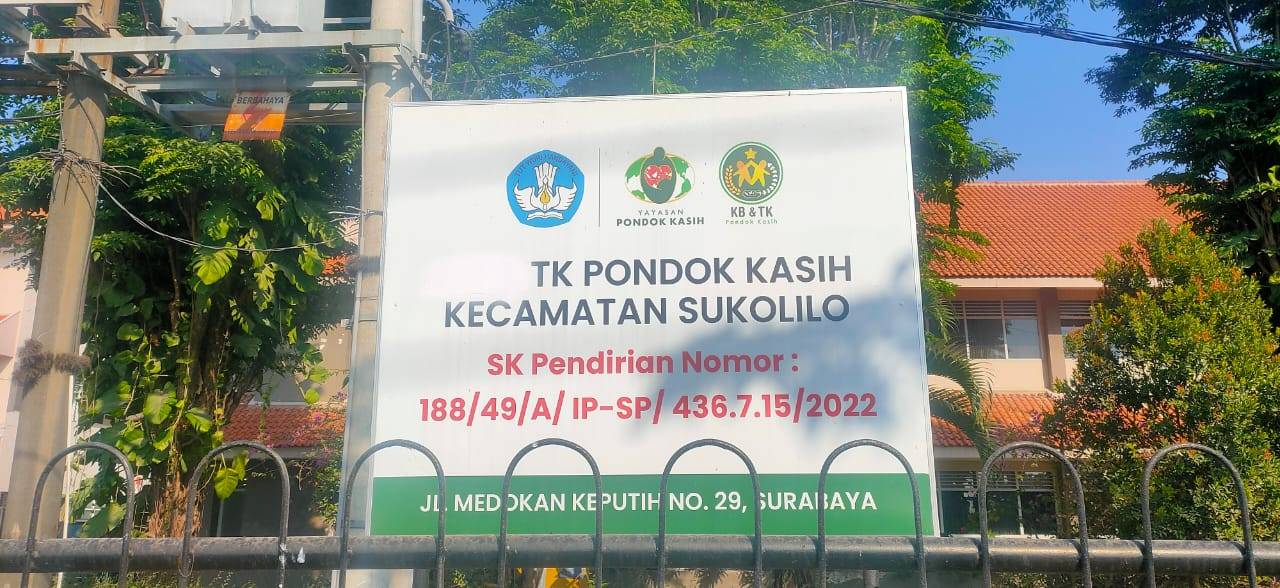 BERBAHAYA
YAYASAN
PONDOK KASIH
KB & TK
Pondok Kasih
TK PONDOK KASIH
KECAMATAN SUKOLILO
SK Pendirian Nomor :
188/49/A/ IP-SP/ 436.7.15/2022
JL. MEDOKAN KEPUTIH NO. 29, SURABAYA